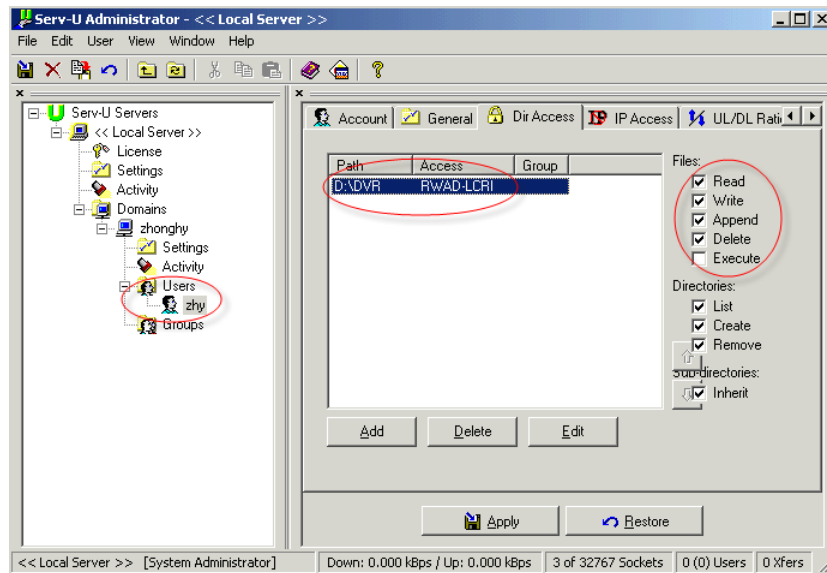 Serv-U Administrator - << Local Server >>
File Edit User View Window Help
Serv-U Servers
<< Local Server >>
License
Settings
Activity
Domains
zhonghy
Settings
Activity
Users
zhy
Groups
Account General Dir Access IP Access UL/DL Rati
Path Access Group
D:\DVR RWAD-LCRI
Files:
Read
Write
Append
Delete
Execute
Directories:
List
Create
Remove
Sub-directories:
Inherit
Add Delete Edit
Apply Restore
<< Local Server >> [System Administrator] Down: 0.000 kBps / Up: 0.000 kBps 3 of 32767 Sockets 0 (0) Users 0 Xfers